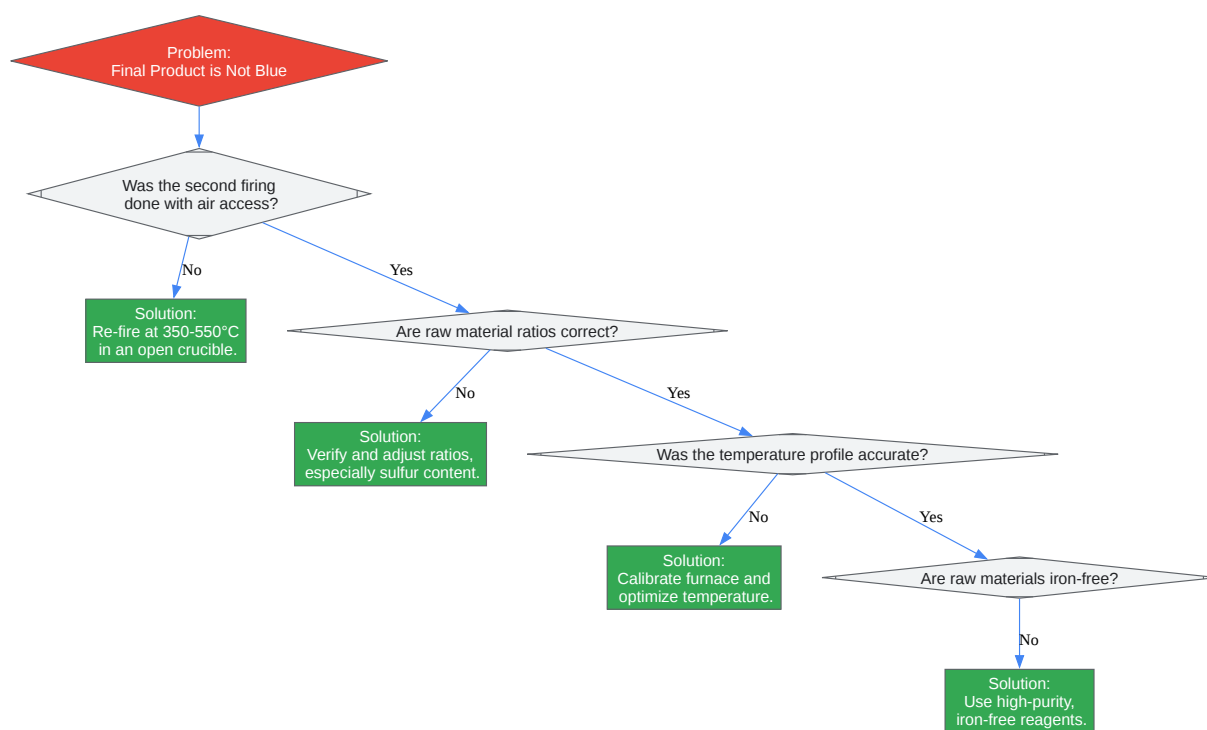 Problem:
Final Product is Not Blue
Was the second firing
done with air access?
No
Yes
Solution:
Re-fire at 350-550°C
in an open crucible.
Are raw material ratios correct?
No
Yes
Solution:
Verify and adjust ratios,
especially sulfur content.
Was the temperature profile accurate?
No
Yes
Solution:
Calibrate furnace and
optimize temperature.
Are raw materials iron-free?
No
Solution:
Use high-purity,
iron-free reagents.